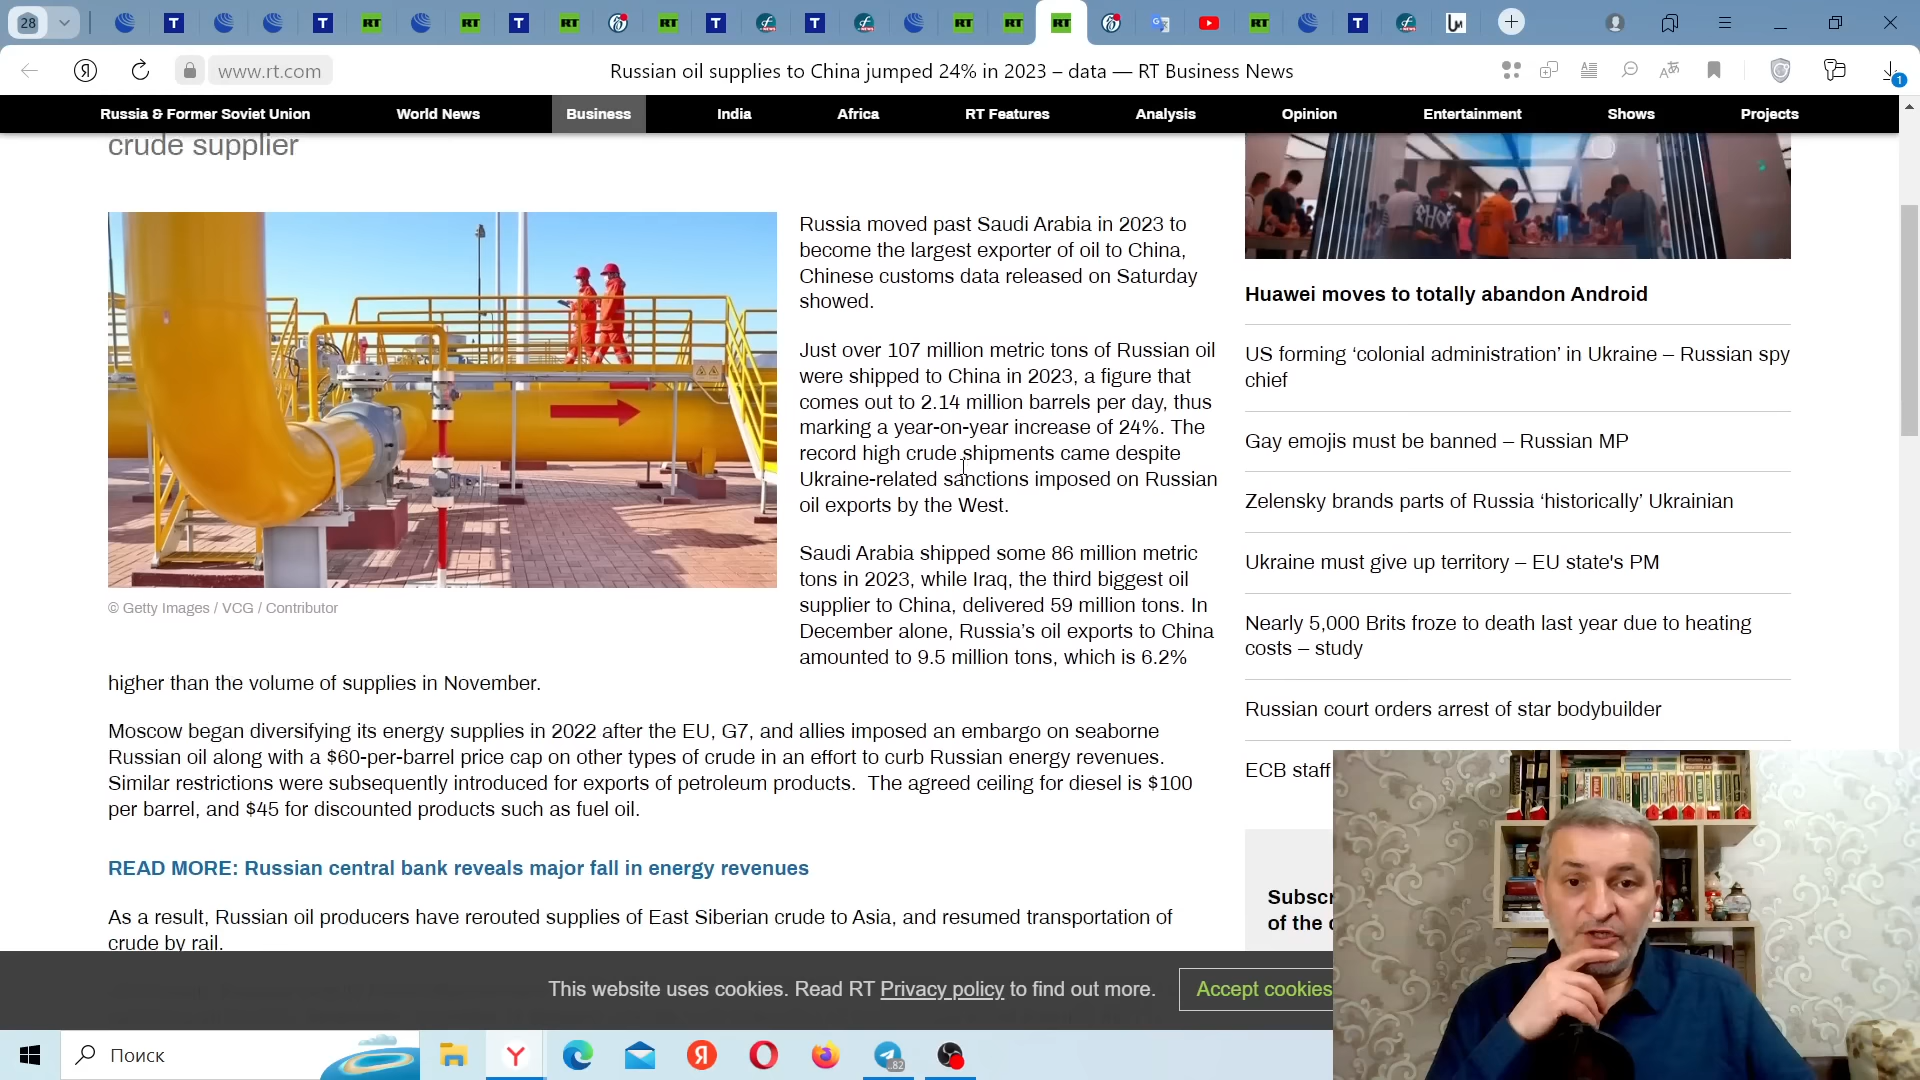 28
www.rt.com
Russian oil supplies to China jumped 24% in 2023 – data — RT Business News
1
Russia & Former Soviet Union
World News
Business
India
Africa
RT Features
Analysis
Opinion
Entertainment
Shows
Projects
crude supplier
Russia moved past Saudi Arabia in 2023 to
become the largest exporter of oil to China,
Chinese customs data released on Saturday
showed.
Just over 107 million metric tons of Russian oil
were shipped to China in 2023, a figure that
comes out to 2.14 million barrels per day, thus
marking a year-on-year increase of 24%. The
record high crude shipments came despite
Ukraine-related sanctions imposed on Russian
oil exports by the West.
© Getty Images / VCG / Contributor
Saudi Arabia shipped some 86 million metric
tons in 2023, while Iraq, the third biggest oil
supplier to China, delivered 59 million tons. In
December alone, Russia’s oil exports to China
amounted to 9.5 million tons, which is 6.2%
higher than the volume of supplies in November.
Moscow began diversifying its energy supplies in 2022 after the EU, G7, and allies imposed an embargo on seaborne
Russian oil along with a $60-per-barrel price cap on other types of crude in an effort to curb Russian energy revenues.
Similar restrictions were subsequently introduced for exports of petroleum products.  The agreed ceiling for diesel is $100
per barrel, and $45 for discounted products such as fuel oil.
READ MORE: Russian central bank reveals major fall in energy revenues
As a result, Russian oil producers have rerouted supplies of East Siberian crude to Asia, and resumed transportation of
crude by rail.
Huawei moves to totally abandon Android
US forming ‘colonial administration’ in Ukraine – Russian spy
chief
Gay emojis must be banned – Russian MP
Zelensky brands parts of Russia ‘historically’ Ukrainian
Ukraine must give up territory – EU state's PM
Nearly 5,000 Brits froze to death last year due to heating
costs – study
Russian court orders arrest of star bodybuilder
ECB staff
Subscr
of the
This website uses cookies. Read RT Privacy policy to find out more.
Accept cookies
Поиск
82